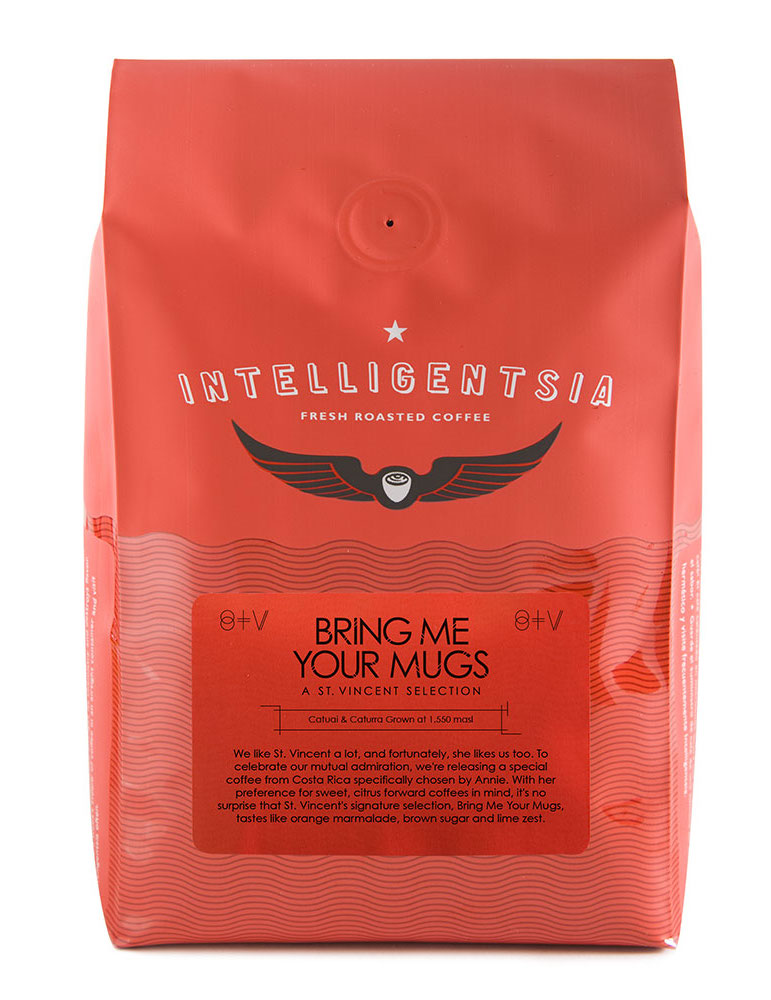 INTELLIGENTSIA
FRESH ROASTED COFFEE
BRING ME
YOUR MUGS
A ST. VINCENT SELECTION
Catuai & Caturra Grown at 1,550 masl
We like St. Vincent a lot, and fortunately, she likes us too. To
celebrate our mutual admiration, we're releasing a special
coffee from Costa Rica specifically chosen by Annie. With her
preference for sweet, citrus forward coffees in mind, it's no
surprise that St. Vincent's signature selection, Bring Me Your Mugs,
tastes like orange marmalade, brown sugar and lime zest.